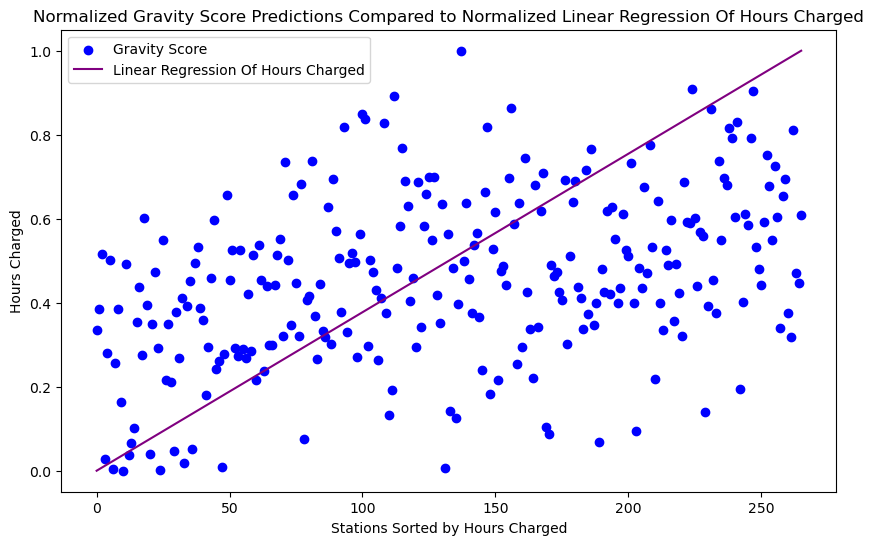 Normalized Gravity Score Predictions Compared to Normalized Linear Regression Of Hours Charged
Gravity Score
Linear Regression Of Hours Charged
Hours Charged
1.0
0.8
0.6
0.4
0.2
0.0
0
50
100
150
200
250
Stations Sorted by Hours Charged